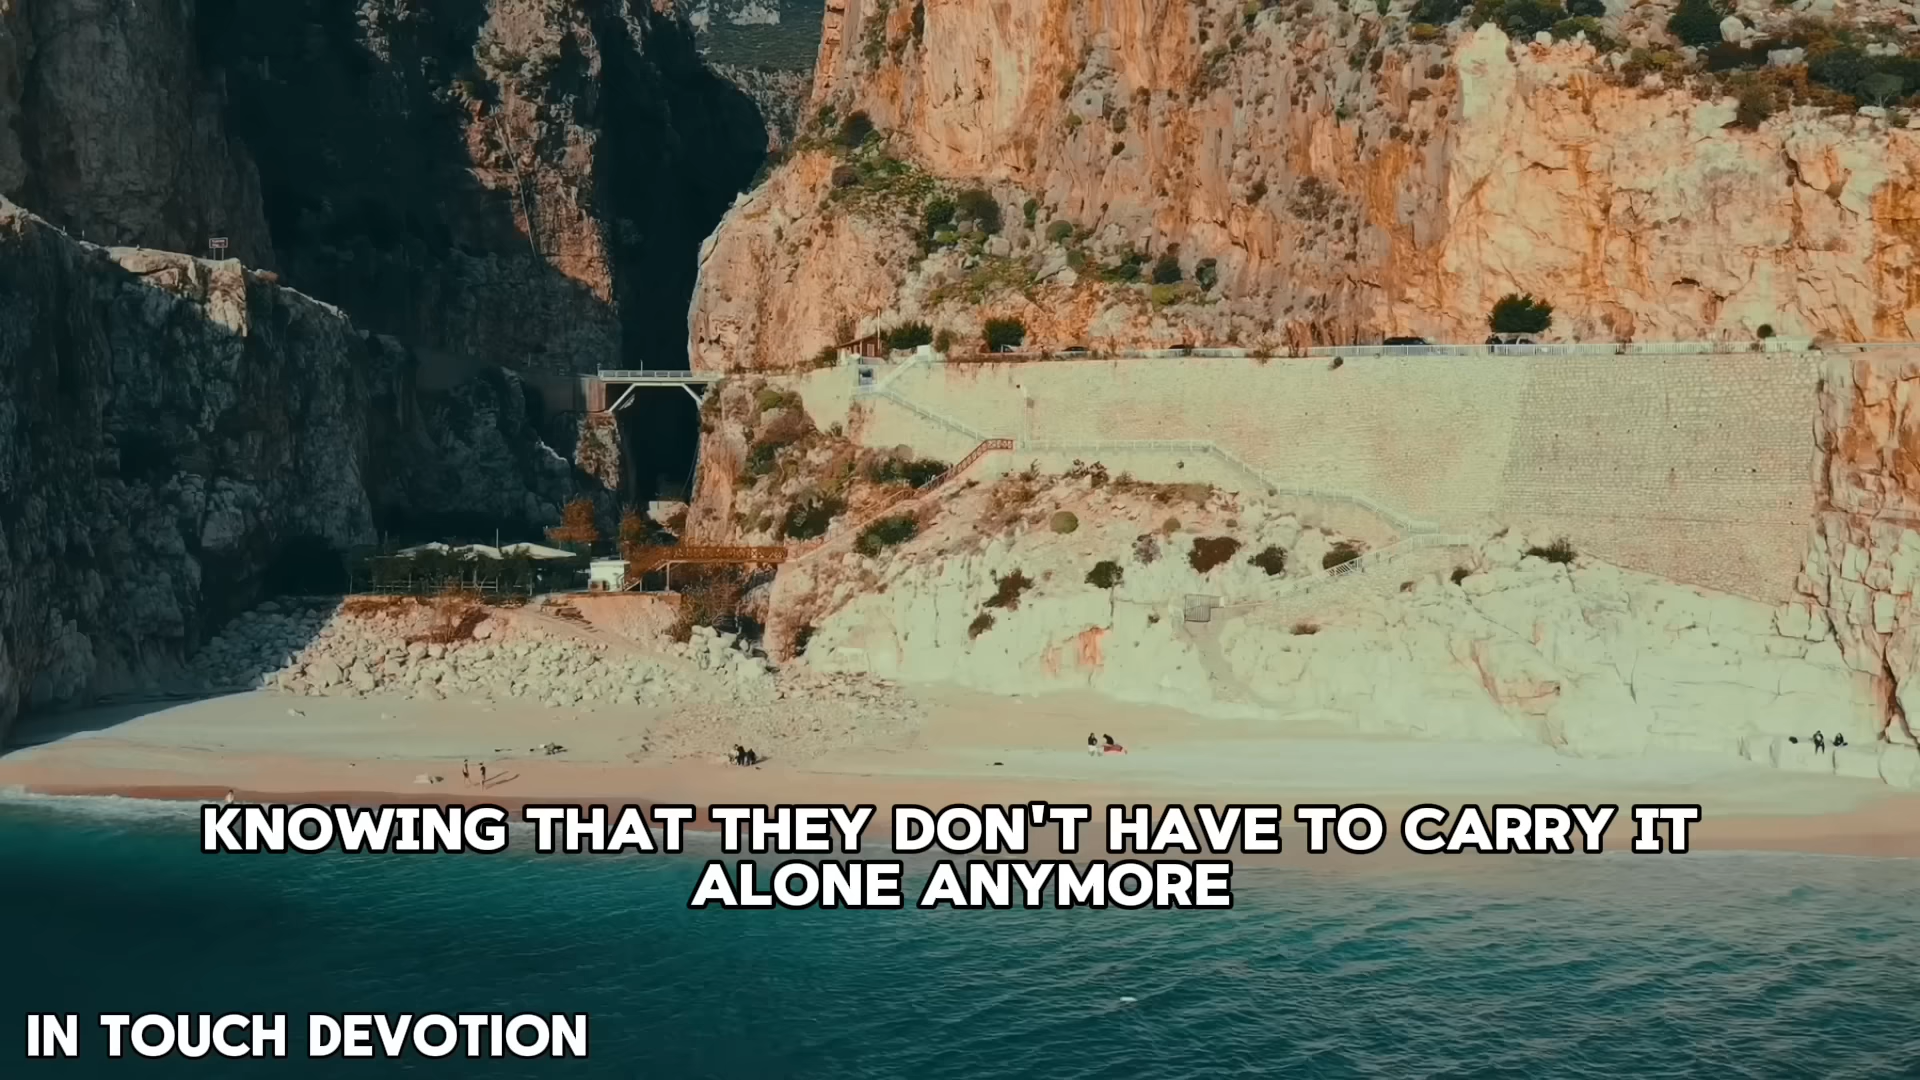 KNOWING THAT THEY DON'T HAVE TO CARRY IT
ALONE ANYMORE
IN TOUCH DEVOTION